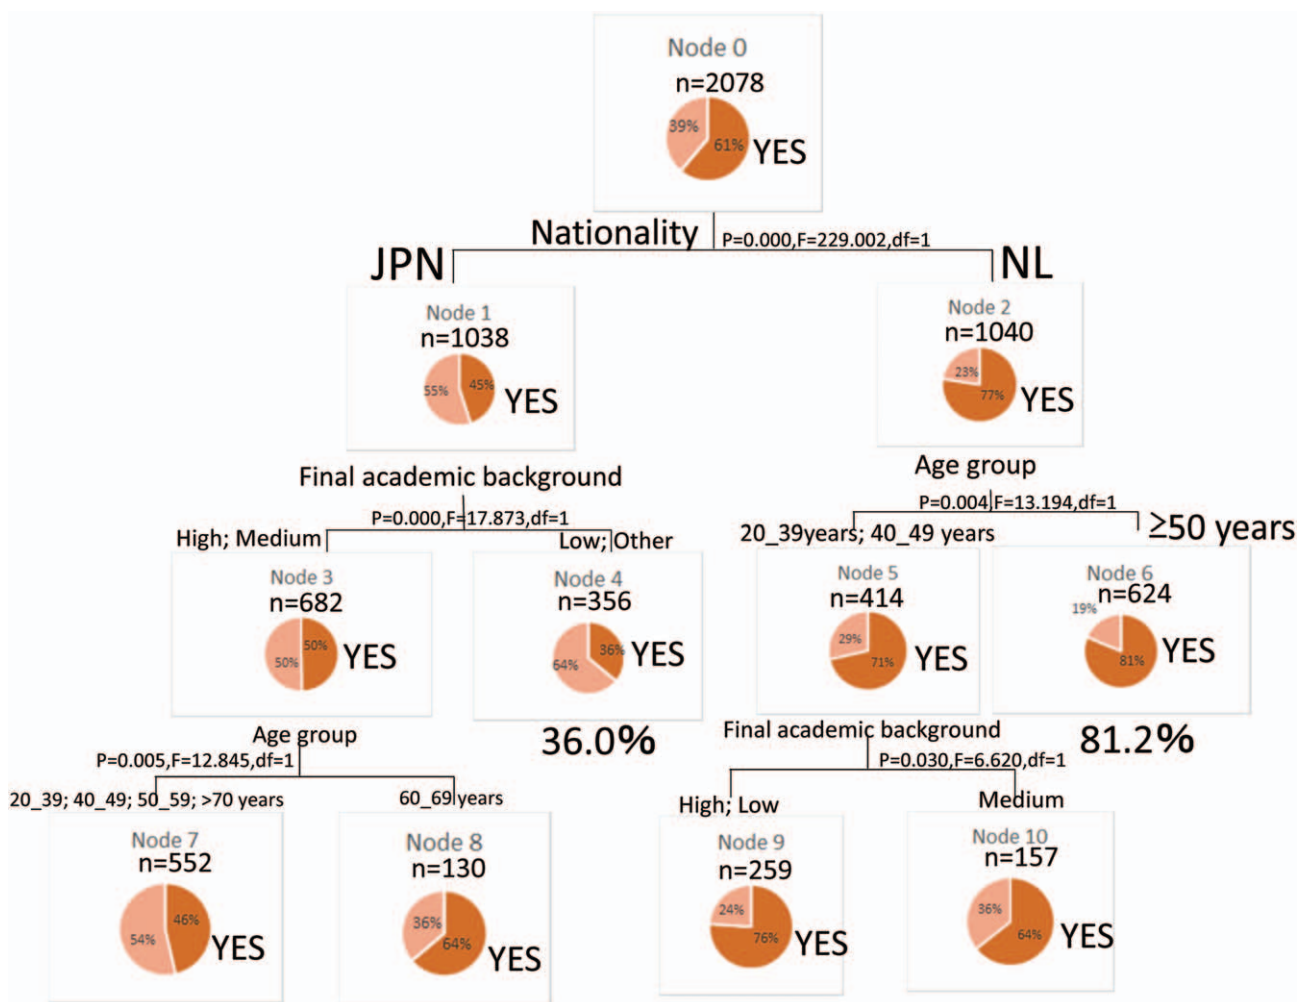 Node 0
n=2078
39%
61%
YES
Nationality
P=0.000,F=229.002,df=1
JPN
NL
Node 1
n=1038
55%
45%
YES
Node 2
n=1040
23%
77%
YES
Final academic background
P=0.000,F=17.873,df=1
High; Medium
Low; Other
Age group
P=0.004,F=13.194,df=1
20_39years; 40_49 years
≥50 years
Node 3
n=682
50%
50%
YES
Node 4
n=356
36%
64%
YES
36.0%
Node 5
n=414
29%
71%
YES
Node 6
n=624
19%
81%
YES
81.2%
Age group
P=0.005,F=12.845,df=1
20_39; 40_49; 50_59; >70 years
60_69 years
Final academic background
P=0.030,F=6.620,df=1
High; Low
Medium
Node 7
n=552
46%
54%
YES
Node 8
n=130
36%
64%
YES
Node 9
n=259
24%
76%
YES
Node 10
n=157
36%
64%
YES